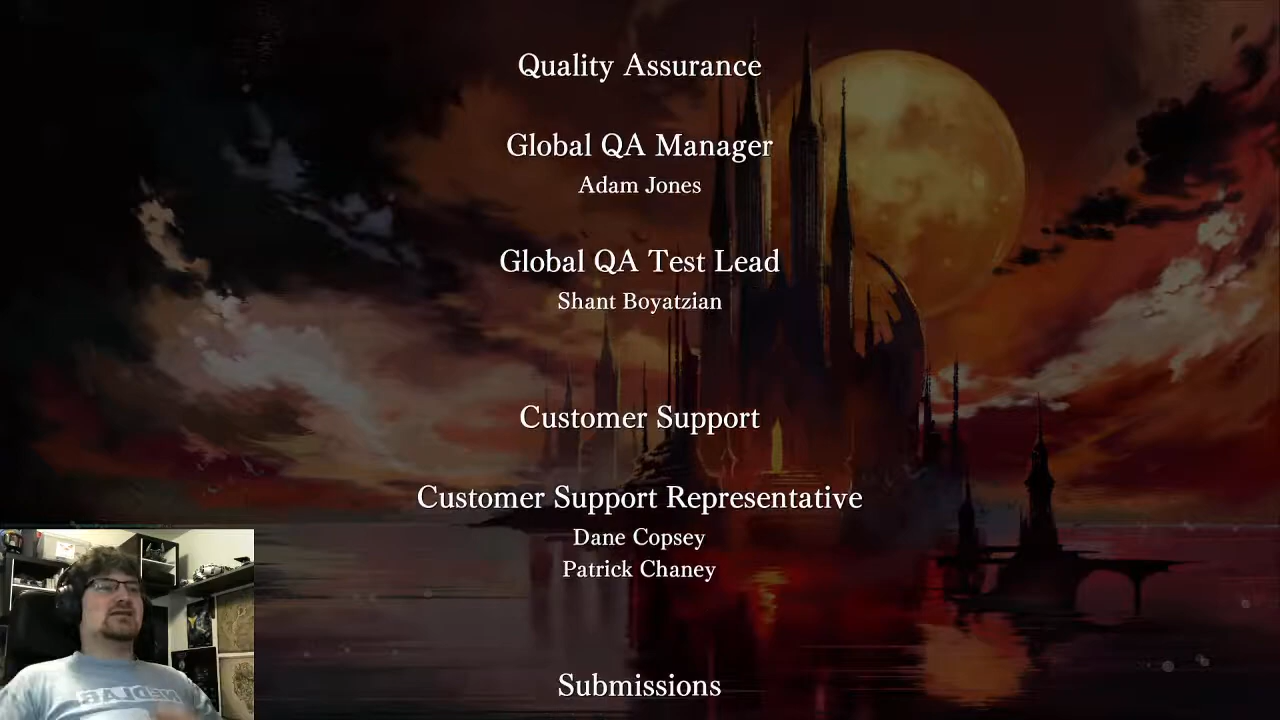 Quality Assurance
Global QA Manager
Adam Jones
Global QA Test Lead
Shant Boyatzian
Customer Support
Customer Support Representative
Dane Copsey
Patrick Chaney
Submissions